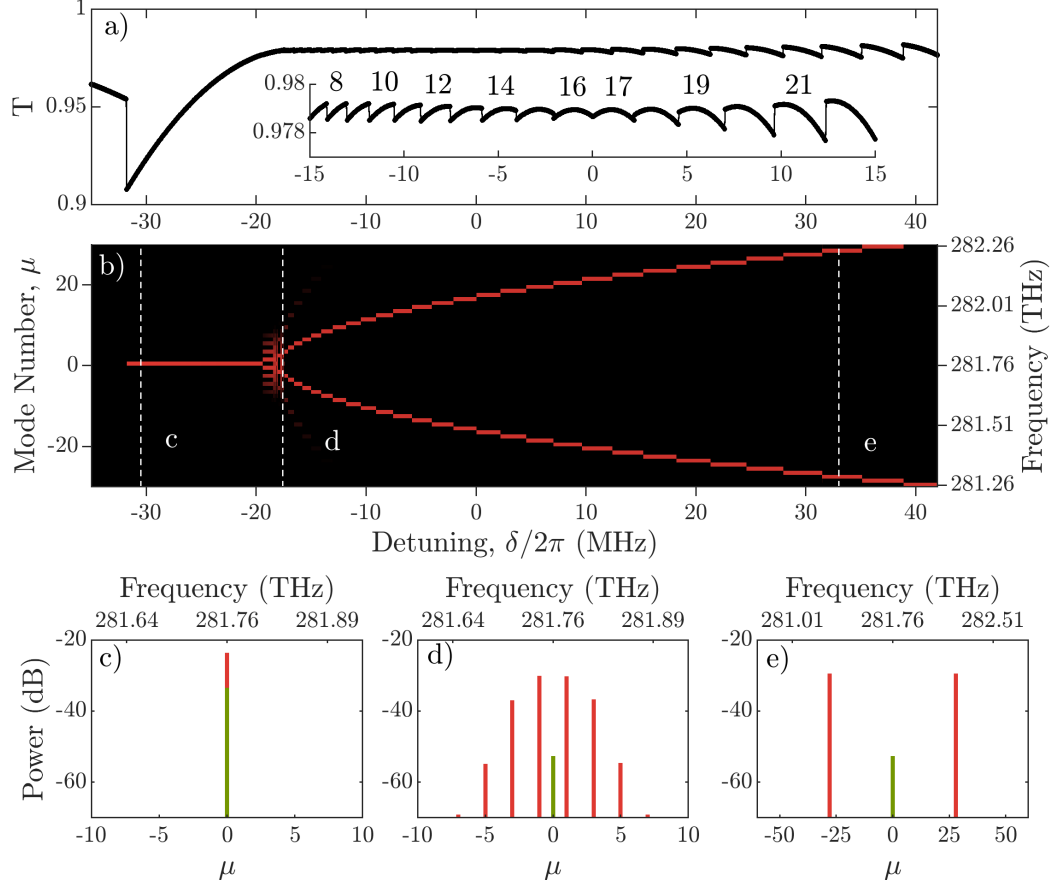 a)
1
0.95
0.9
T
8 10 12 14 16 17 19 21
0.98
0.978
-15 -10 -5 0 5 10 15
-30 -20 -10 0 10 20 30 40
b)
Mode Number, μ
20
0
-20
c d e
282.26
282.01
281.76
281.51
281.26
Frequency (THz)
-30 -20 -10 0 10 20 30 40
Detuning, δ/2π (MHz)
Frequency (THz) Frequency (THz) Frequency (THz)
281.64 281.76 281.89 281.64 281.76 281.89 281.01 281.76 282.51
c) d) e)
Power (dB)
-20 -20 -20
-40 -40 -40
-60 -60 -60
-10 -5 0 5 10 -10 -5 0 5 10 -50 -25 0 25 50
μ μ μ